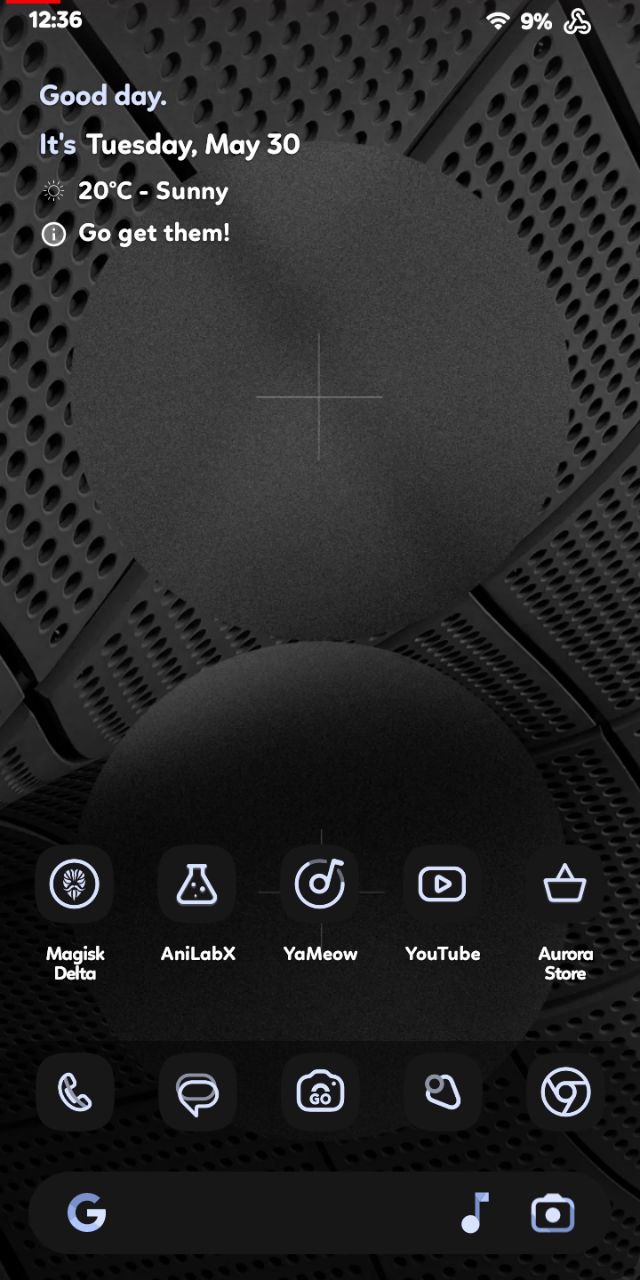 12:36
9%
Good day.
It's Tuesday, May 30
20°C - Sunny
Go get them!
Magisk
Delta
AniLabX
YaMeow
YouTube
Aurora
Store
GO
G